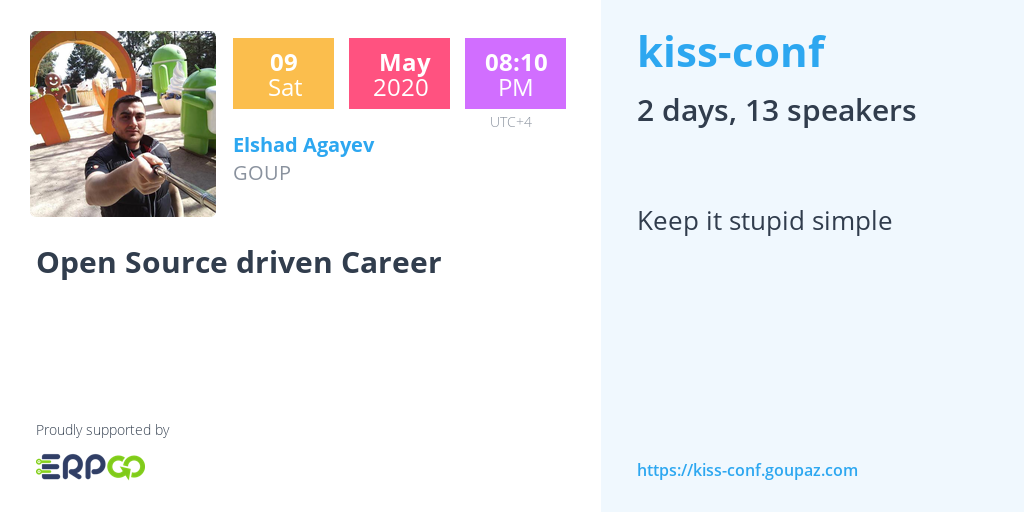 09
Sat
May
2020
08:10
PM
UTC+4
Elshad Agayev
GOUP
Open Source driven Career
Proudly supported by
ERPGO
kiss-conf
2 days, 13 speakers
Keep it stupid simple
https://kiss-conf.goupaz.com